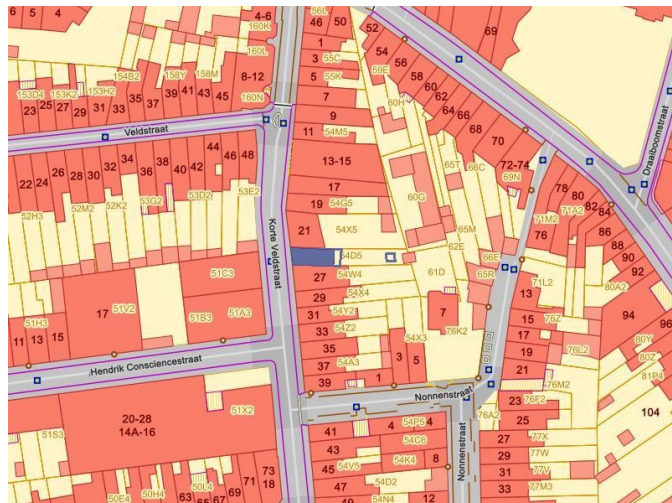 6 5 4 4-6 46 50 56L 52 69
160K 1 54
154B2 158Y 158M 160L 3 55C 56 59E
153D4 153K2 153H2 37 39 41 43 45 8-12 5 55K 58 60
23 25 27 29 31 33 35 160N 7 60H 62 64
9 66
Veldstraat 11 54M5 68
44 65T 70 Draaiboomstraat
32 34 36 38 40 42 46 48 13-15 66C 72-74
22 24 26 28 30 17 69N 78 80
52H3 52M2 52K2 53G2 53D2 53E2 19 54G5 60G 71M2 71A2 82 84
Korte Veldstraat 21 54X5 65M 76 86
62E 88
54D5 66E 90
51C3 27 54W4 61D 65R 71L2 92
51V2 29 54X4 13 80A2
51H3 17 51B3 51A3 31 54Y2 7 15 76Z 94
11 13 15 33 54Z2 54X3 76K2 17 80Y
Hendrik Consciencestraat 35 3 5 19 76L2 80Z
37 54A3 21 81P4
39 1 76M2
Nonnenstraat 23 76F2 104
20-28 51X2 76A2 25
14A-16 41 4 54P5 4 27 77X
51S3 43 54C6 Nonnenstraat 29 77W
73 45 54V5 54K4 8 31 77V
50E4 50H4 50L4 63 65 67 69 71 18 47 54D2 33 77M3
49 54N4 12